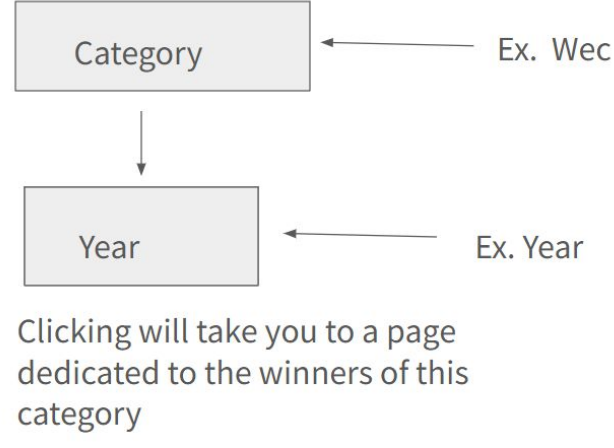 Category
Ex. Wec
Year
Ex. Year
Clicking will take you to a page
dedicated to the winners of this
category